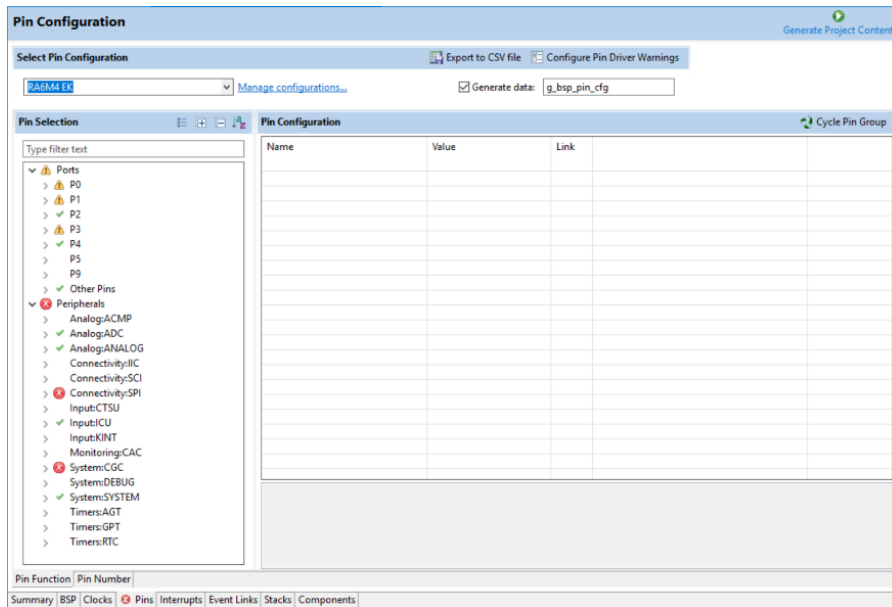 Pin Configuration
Generate Project Content
Select Pin Configuration
Export to CSV file
Configure Pin Driver Warnings
RA6M4 EK
Manage configurations...
Generate data:
g_bsp_pin_cfg
Pin Selection
Pin Configuration
Cycle Pin Group
Type filter text
Name Value Link
Ports
P0
P1
P2
P3
P4
P5
P9
Other Pins
Peripherals
Analog:ACMP
Analog:ADC
Analog:ANALOG
Connectivity:IIC
Connectivity:SCI
Connectivity:SPI
Input:CTSU
Input:ICU
Input:KINT
Monitoring:CAC
System:CGC
System:DEBUG
System:SYSTEM
Timers:AGT
Timers:GPT
Timers:RTC
Pin Function Pin Number
Summary BSP Clocks Pins Interrupts Event Links Stacks Components